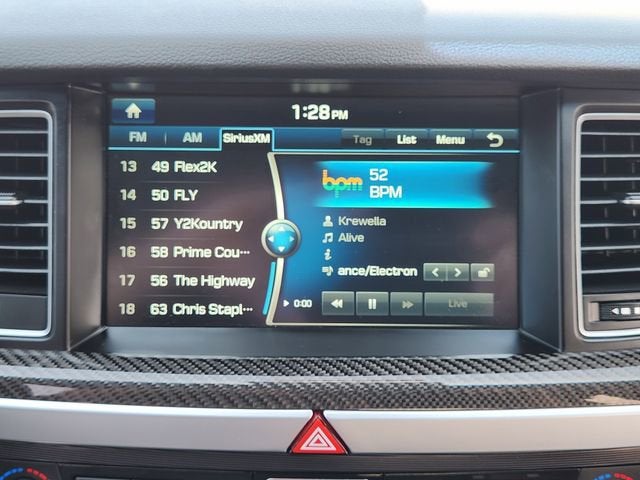 1:28 PM
FM AM SiriusXM Tag List Menu
13 49 Flex2K
14 50 FLY
15 57 Y2Kountry
16 58 Prime Cou···
17 56 The Highway
18 63 Chris Stapl···
bpm 52
BPM
Krewella
Alive
i
ance/Electron
0:00 Live